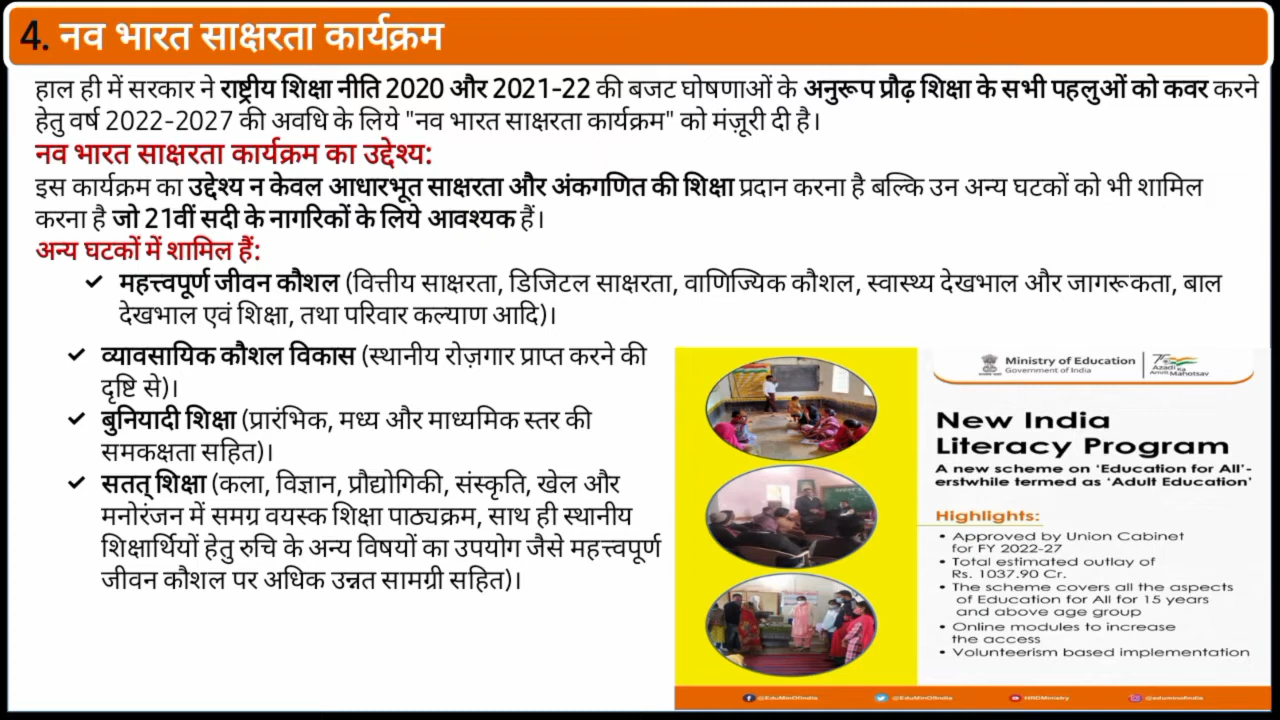 4. नव भारत साक्षरता कार्यक्रम
हाल ही में सरकार ने राष्ट्रीय शिक्षा नीति 2020 और 2021-22 की बजट घोषणाओं के अनुरूप प्रौढ़ शिक्षा के सभी पहलुओं को कवर करने
हेतु वर्ष 2022-2027 की अवधि के लिये "नव भारत साक्षरता कार्यक्रम" को मंज़ूरी दी है।
नव भारत साक्षरता कार्यक्रम का उद्देश्य:
इस कार्यक्रम का उद्देश्य न केवल आधारभूत साक्षरता और अंकगणित की शिक्षा प्रदान करना है बल्कि उन अन्य घटकों को भी शामिल
करना है जो 21वीं सदी के नागरिकों के लिये आवश्यक हैं।
अन्य घटकों में शामिल हैं:
✓ महत्त्वपूर्ण जीवन कौशल (वित्तीय साक्षरता, डिजिटल साक्षरता, वाणिज्यिक कौशल, स्वास्थ्य देखभाल और जागरूकता, बाल
देखभाल एवं शिक्षा, तथा परिवार कल्याण आदि)।
✓ व्यावसायिक कौशल विकास (स्थानीय रोज़गार प्राप्त करने की
दृष्टि से)।
✓ बुनियादी शिक्षा (प्रारंभिक, मध्य और माध्यमिक स्तर की
समकक्षता सहित)।
✓ सतत् शिक्षा (कला, विज्ञान, प्रौद्योगिकी, संस्कृति, खेल और
मनोरंजन में समग्र वयस्क शिक्षा पाठ्यक्रम, साथ ही स्थानीय
शिक्षार्थियों हेतु रुचि के अन्य विषयों का उपयोग जैसे महत्त्वपूर्ण
जीवन कौशल पर अधिक उन्नत सामग्री सहित)।
Ministry of Education
Government of India
75
Azadi Ka
Amrit Mahotsav
New India
Literacy Program
A new scheme on ‘Education for All’-
erstwhile termed as ‘Adult Education’
Highlights:
• Approved by Union Cabinet
for FY 2022-27
• Total estimated outlay of
Rs. 1037.90 Cr.
• The scheme covers all the aspects
of Education for All for 15 years
and above age group
• Online modules to increase
the access
• Volunteerism based implementation
@EduMinOfIndia
@EduMinOfIndia
HRDMinistry
@eduminofindia